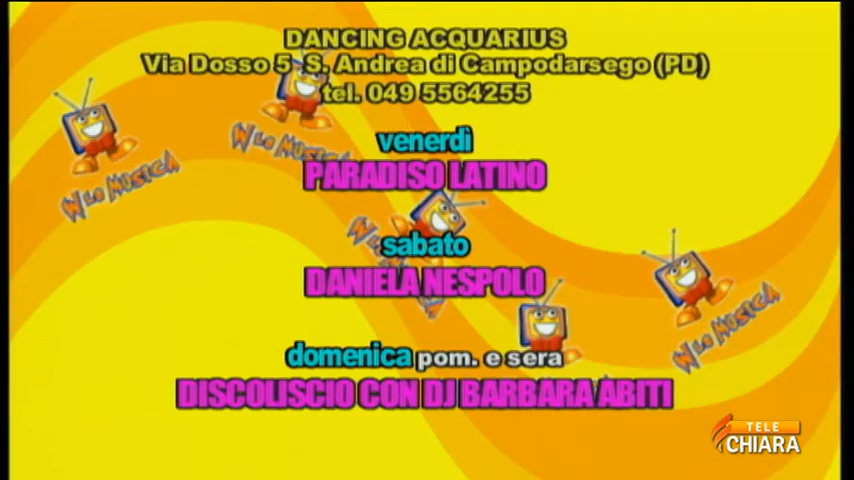 DANCING ACQUARIUS
Via Dosso 5 S. Andrea di Campodarsego (PD)
tel. 049 5564255
venerdì
PARADISO LATINO
sabato
DANIELA NESPOLO
domenica pom. e sera
DISCOLISCIO CON DJ BARBARA ABITI
W LA MUSICA
W LA MUSICA
W LA MUSICA
TELE
CHIARA